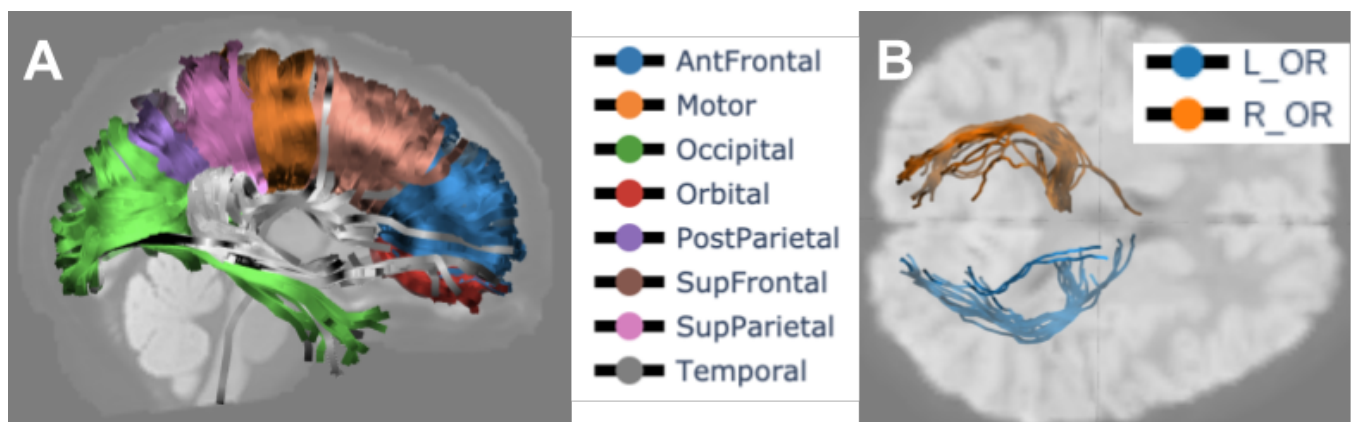 A
AntFrontal
Motor
Occipital
Orbital
PostParietal
SupFrontal
SupParietal
Temporal
B
L_OR
R_OR